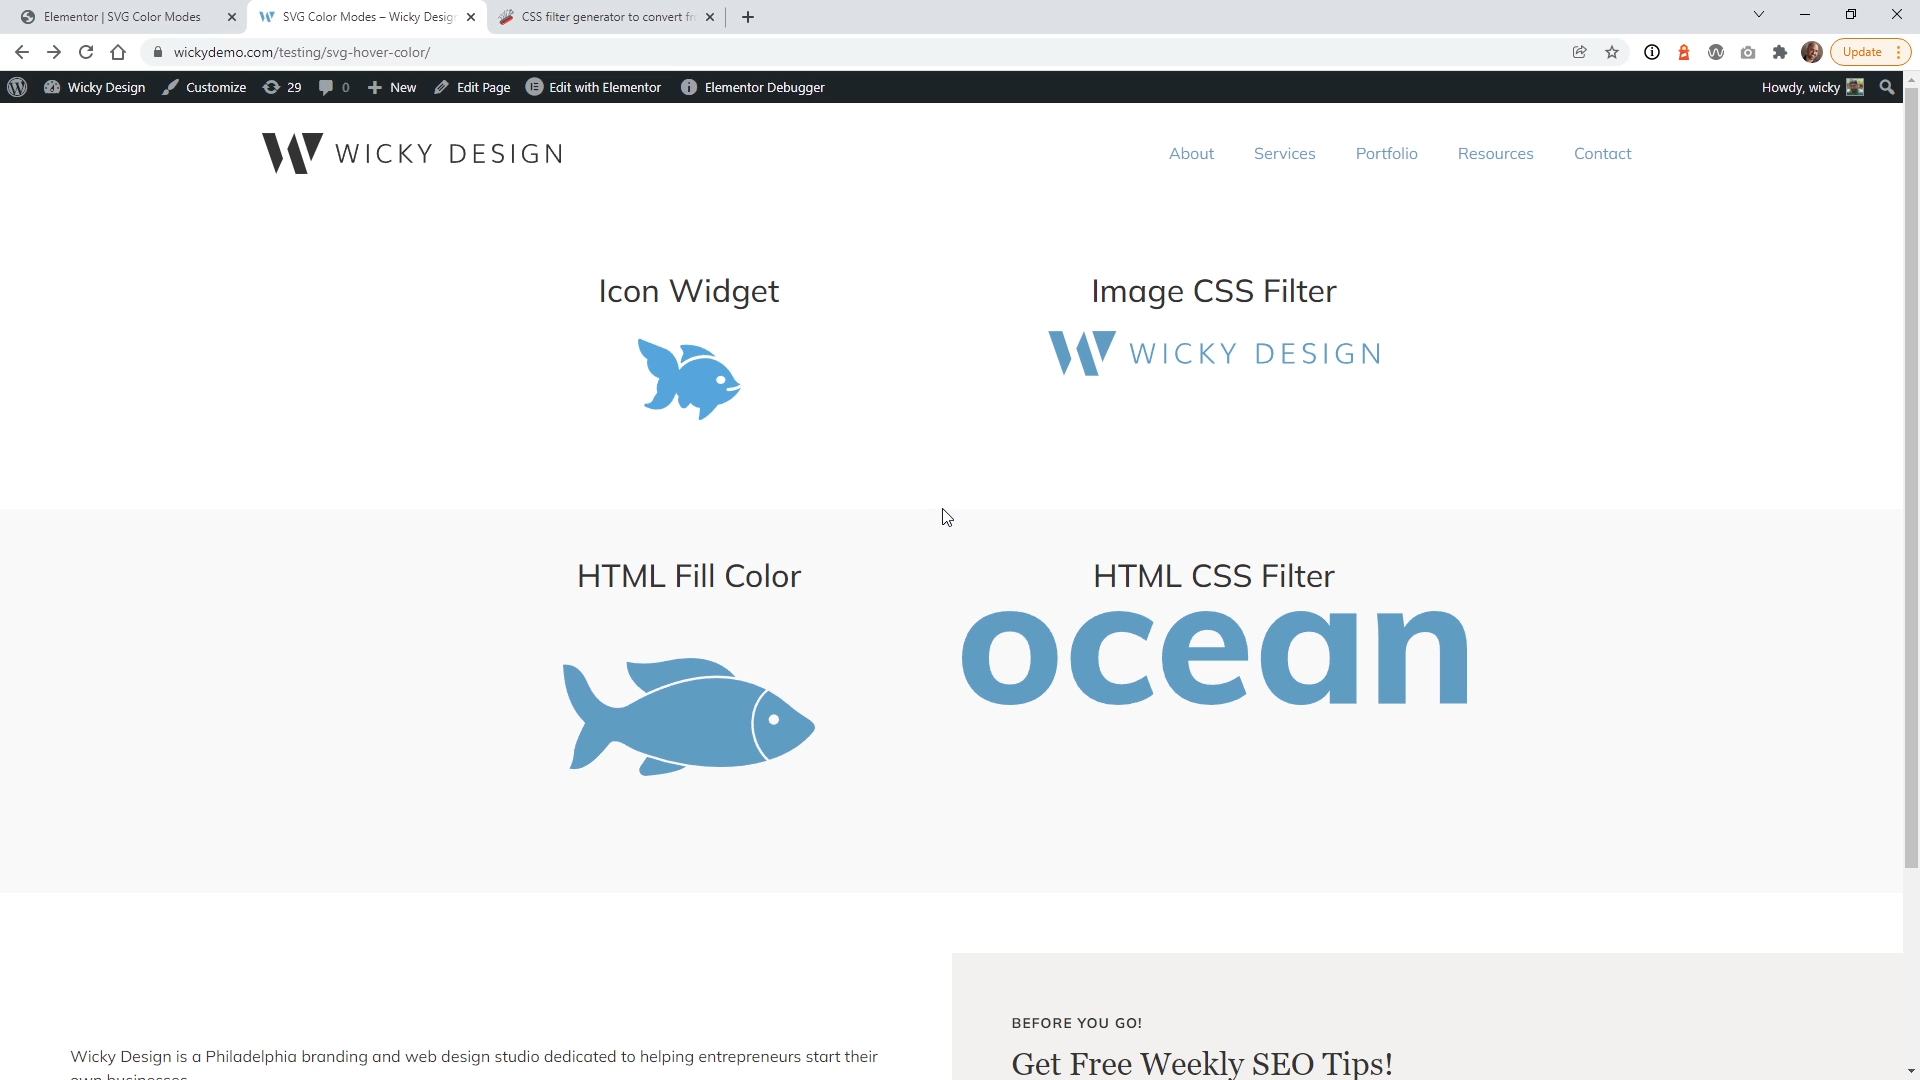 Elementor | SVG Color Modes
SVG Color Modes – Wicky Desig
CSS filter generator to convert fr
wickydemo.com/testing/svg-hover-color/
Update
Wicky Design
Customize
29
0
New
Edit Page
Edit with Elementor
Elementor Debugger
Howdy, wicky
WICKY DESIGN
About
Services
Portfolio
Resources
Contact
Icon Widget
Image CSS Filter
WICKY DESIGN
HTML Fill Color
HTML CSS Filter
ocean
BEFORE YOU GO!
Wicky Design is a Philadelphia branding and web design studio dedicated to helping entrepreneurs start their
own businesses
Get Free Weekly SEO Tips!